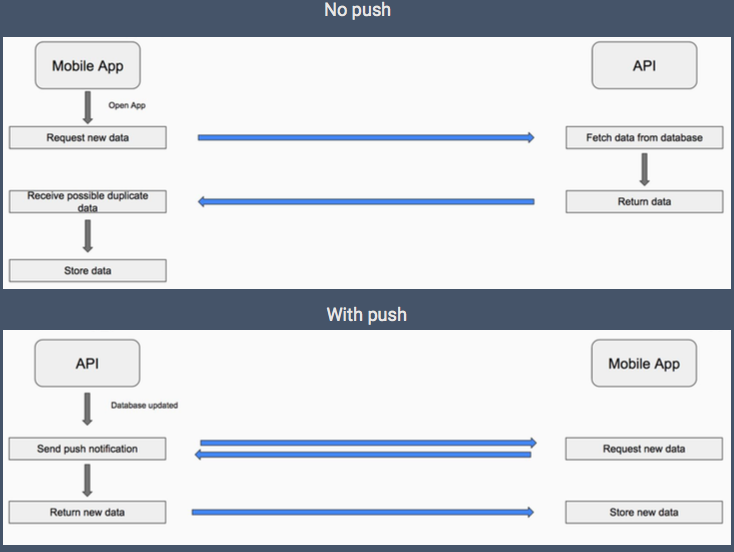 No push
Mobile App
API
Open App
Request new data
Fetch data from database
Receive possible duplicate
data
Return data
Store data
With push
API
Mobile App
Database updated
Send push notification
Request new data
Return new data
Store new data